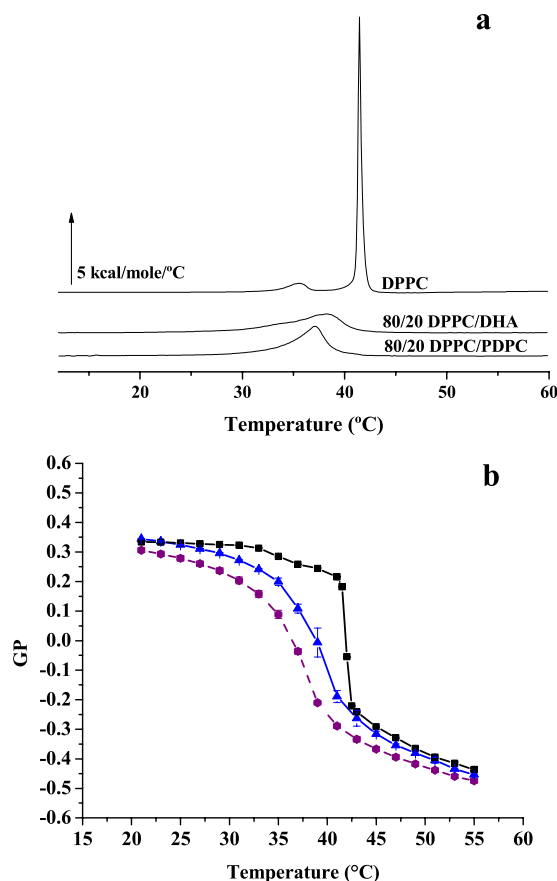 a
5 kcal/mole/ºC
DPPC
80/20 DPPC/DHA
80/20 DPPC/PDPC
20 30 40 50 60
Temperature (ºC)
b
0.6
0.5
0.4
0.3
0.2
0.1
0.0
-0.1
-0.2
-0.3
-0.4
-0.5
-0.6
GP
15 20 25 30 35 40 45 50 55 60
Temperature (°C)